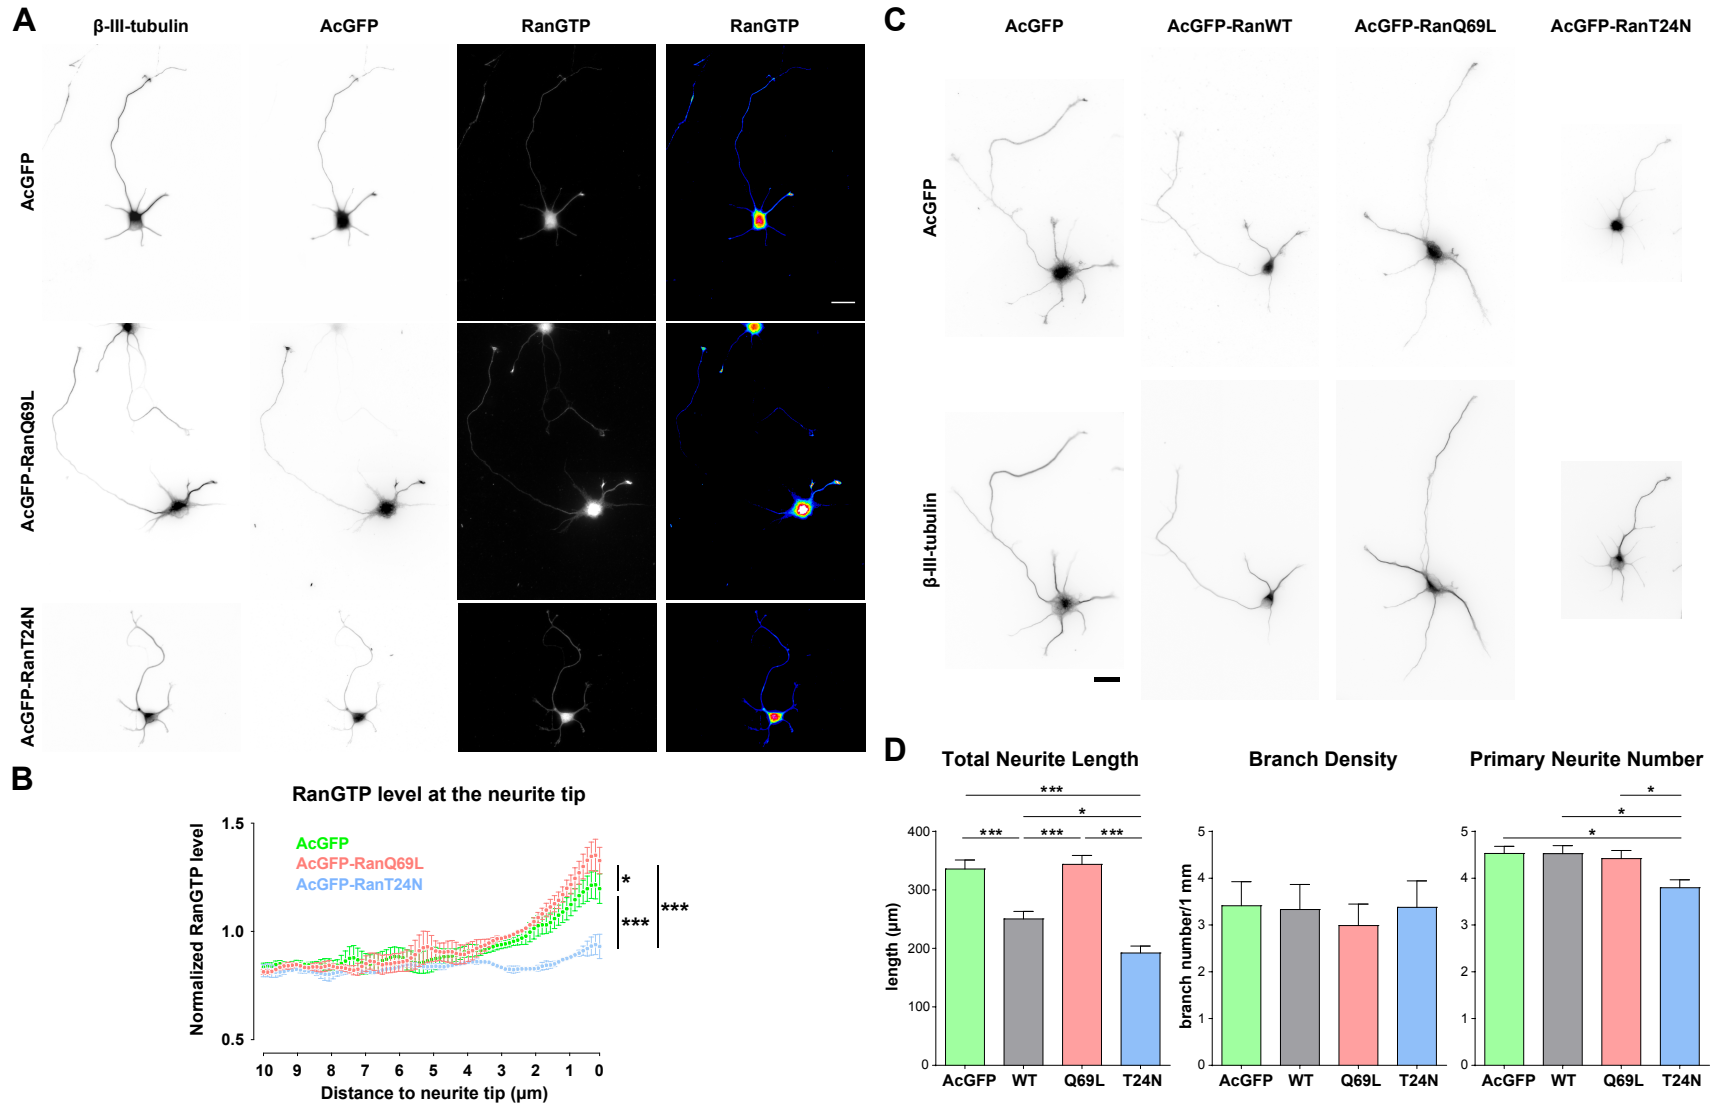 A
β-III-tubulin
AcGFP
RanGTP
RanGTP
AcGFP
AcGFP-RanQ69L
AcGFP-RanT24N
B
RanGTP level at the neurite tip
Normalized RanGTP level
1.5
1.0
0.5
AcGFP
AcGFP-RanQ69L
AcGFP-RanT24N
*
***
***
10 9 8 7 6 5 4 3 2 1 0
Distance to neurite tip (μm)
C
AcGFP
AcGFP-RanWT
AcGFP-RanQ69L
AcGFP-RanT24N
AcGFP
β-III-tubulin
D
Total Neurite Length
***
*
*** *** ***
length (μm)
400
300
200
100
0
AcGFP WT Q69L T24N
Branch Density
branch number/1 mm
5
4
3
2
1
0
AcGFP WT Q69L T24N
Primary Neurite Number
*
*
*
5
4
3
2
1
0
AcGFP WT Q69L T24N